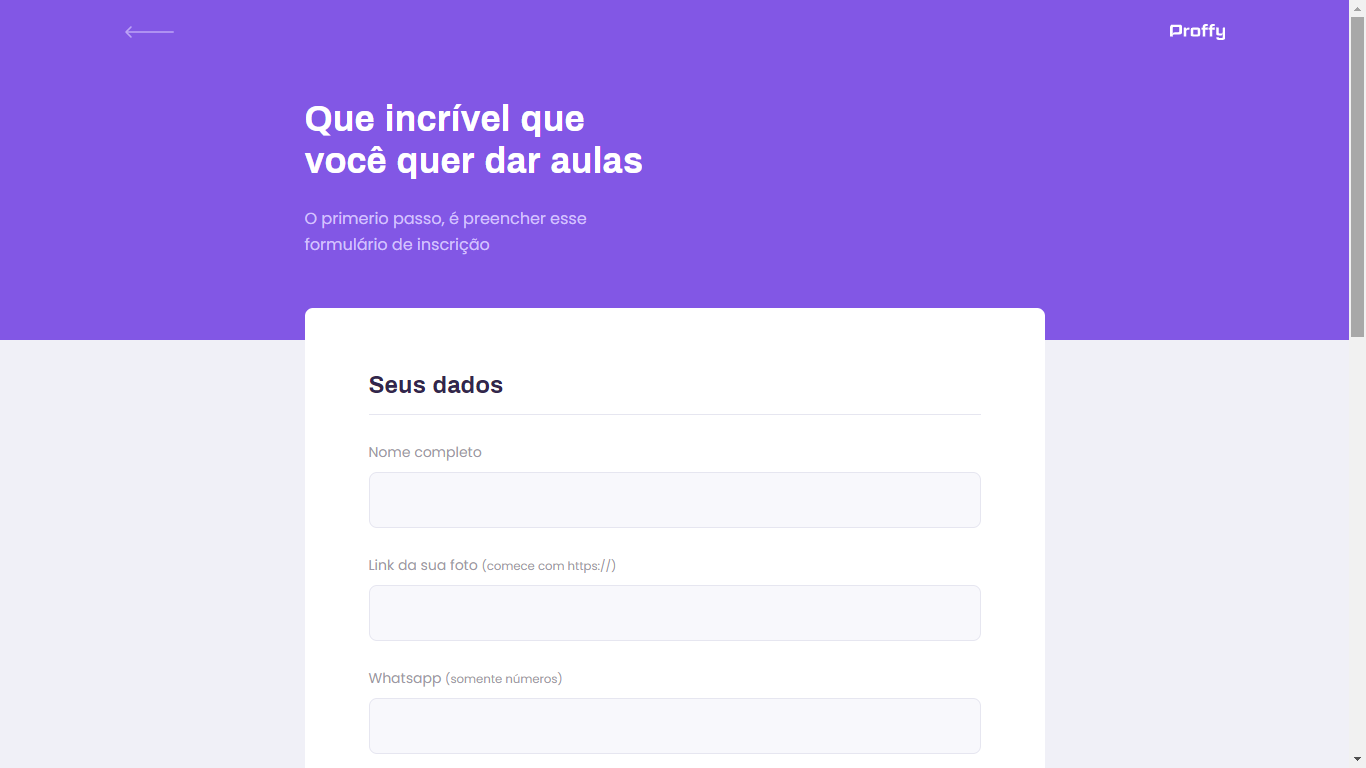 Proffy
Que incrível que
você quer dar aulas
O primerio passo, é preencher esse
formulário de inscrição
Seus dados
Nome completo
Link da sua foto (comece com https://)
Whatsapp (somente números)